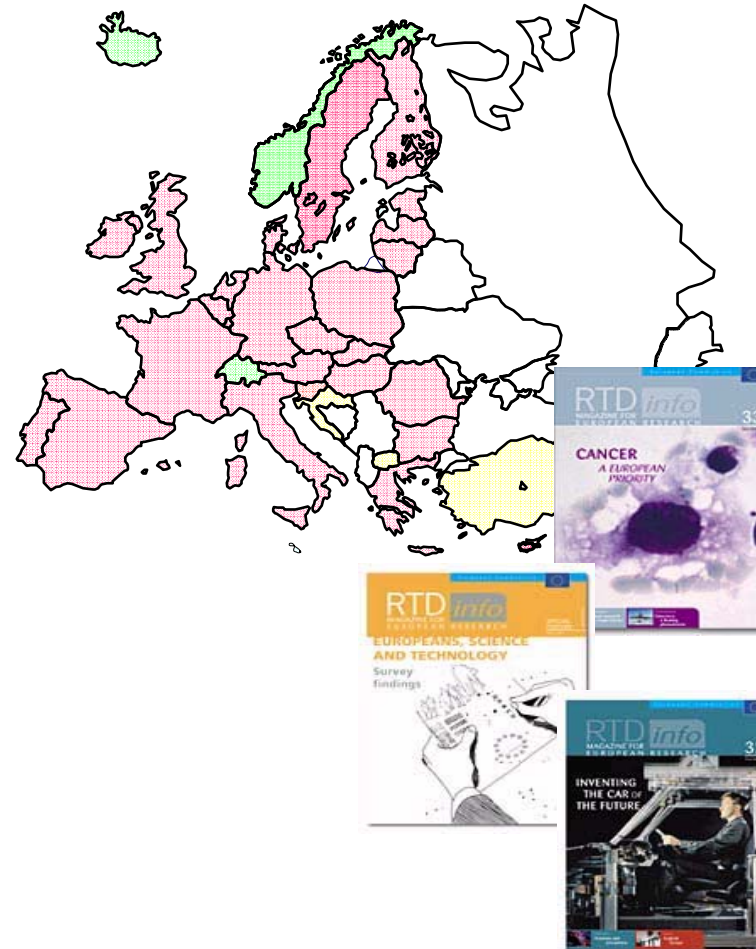 RTD info
MAGAZINE FOR
EUROPEAN RESEARCH
CANCER
A EUROPEAN
PRIORITY
RTD info
MAGAZINE FOR
EUROPEAN RESEARCH
EUROPEANS, SCIENCE
AND TECHNOLOGY
Survey
findings
RTD info
MAGAZINE FOR
EUROPEAN RESEARCH
3
INVENTING
THE CAR OF
THE FUTURE